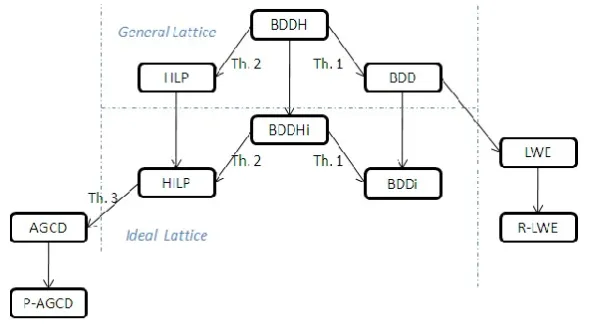 General Lattice
BDDH
Th. 2
Th. 1
HLP
BDD
BDDHi
LWE
Th. 2
Th. 1
HILP
BDDi
Th. 3
AGCD
Ideal Lattice
R-LWE
P-AGCD